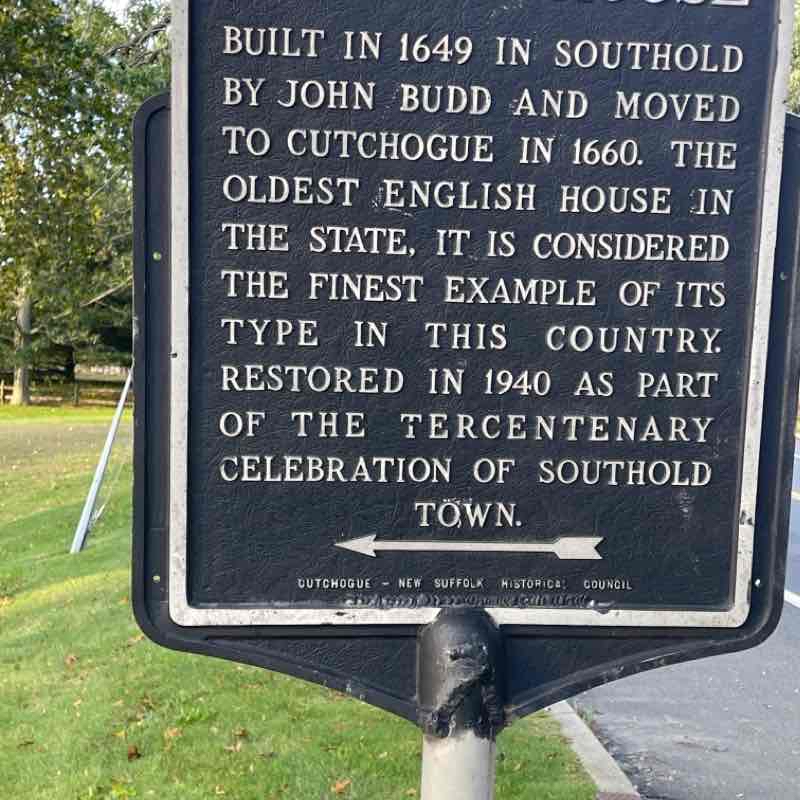 HOUSE
BUILT IN 1649 IN SOUTHOLD
BY JOHN BUDD AND MOVED
TO CUTCHOGUE IN 1660. THE
OLDEST ENGLISH HOUSE IN
THE STATE, IT IS CONSIDERED
THE FINEST EXAMPLE OF ITS
TYPE IN THIS COUNTRY.
RESTORED IN 1940 AS PART
OF THE TERCENTENARY
CELEBRATION OF SOUTHOLD
TOWN.
CUTCHOGUE - NEW SUFFOLK HISTORICAL COUNCIL